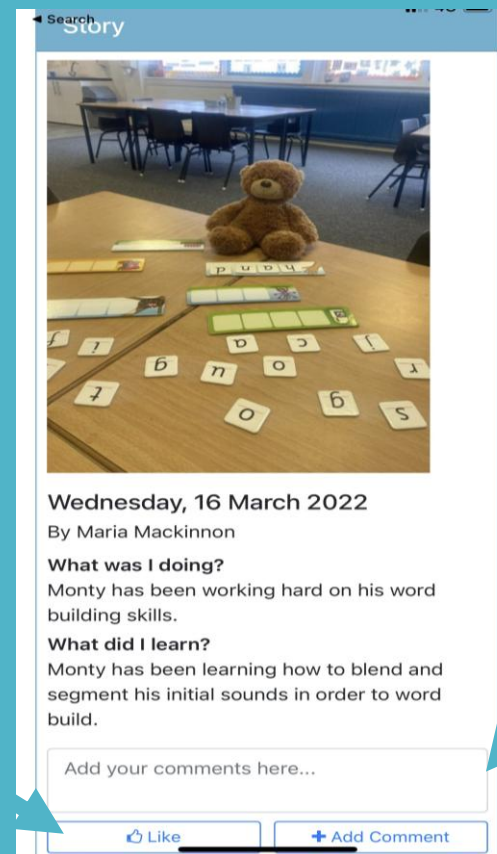 Search
Story
h a n d
f
i
a
c
j
g
n
o
r
t
o
g
s
Wednesday, 16 March 2022
By Maria Mackinnon
What was I doing?
Monty has been working hard on his word
building skills.
What did I learn?
Monty has been learning how to blend and
segment his initial sounds in order to word
build.
Add your comments here...
Like
+ Add Comment